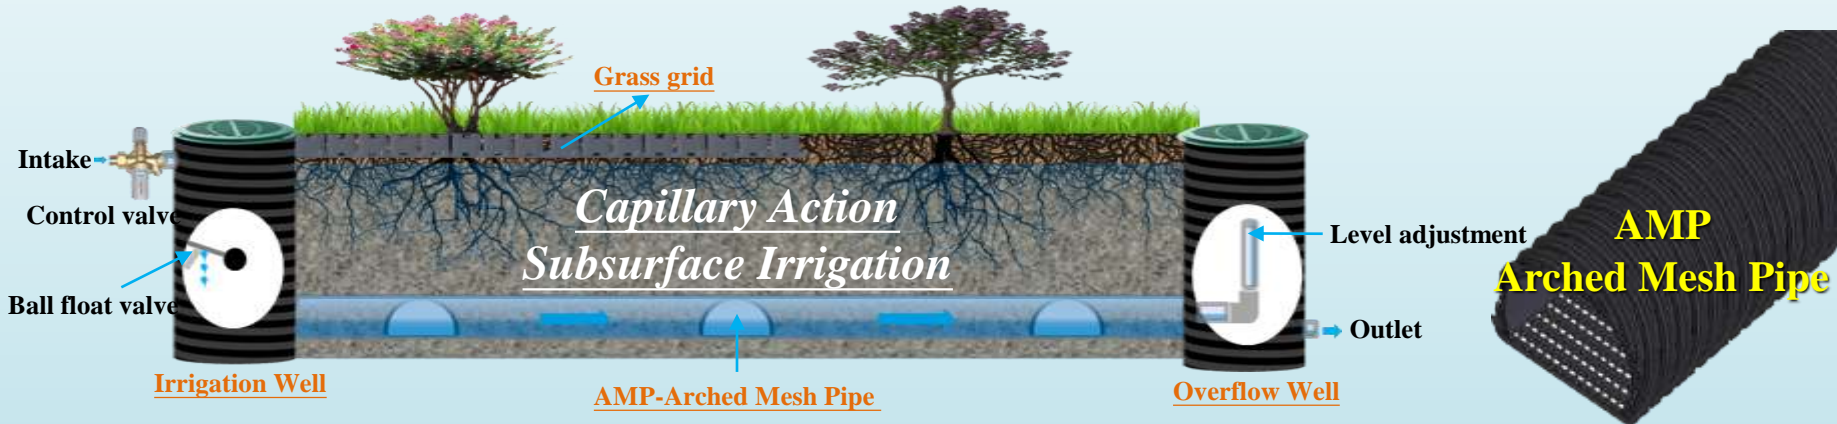 Grass grid
Intake
Control valve
Ball float valve
Capillary Action
Subsurface Irrigation
Level adjustment
Outlet
Irrigation Well
AMP-Arched Mesh Pipe
Overflow Well
AMP
Arched Mesh Pipe